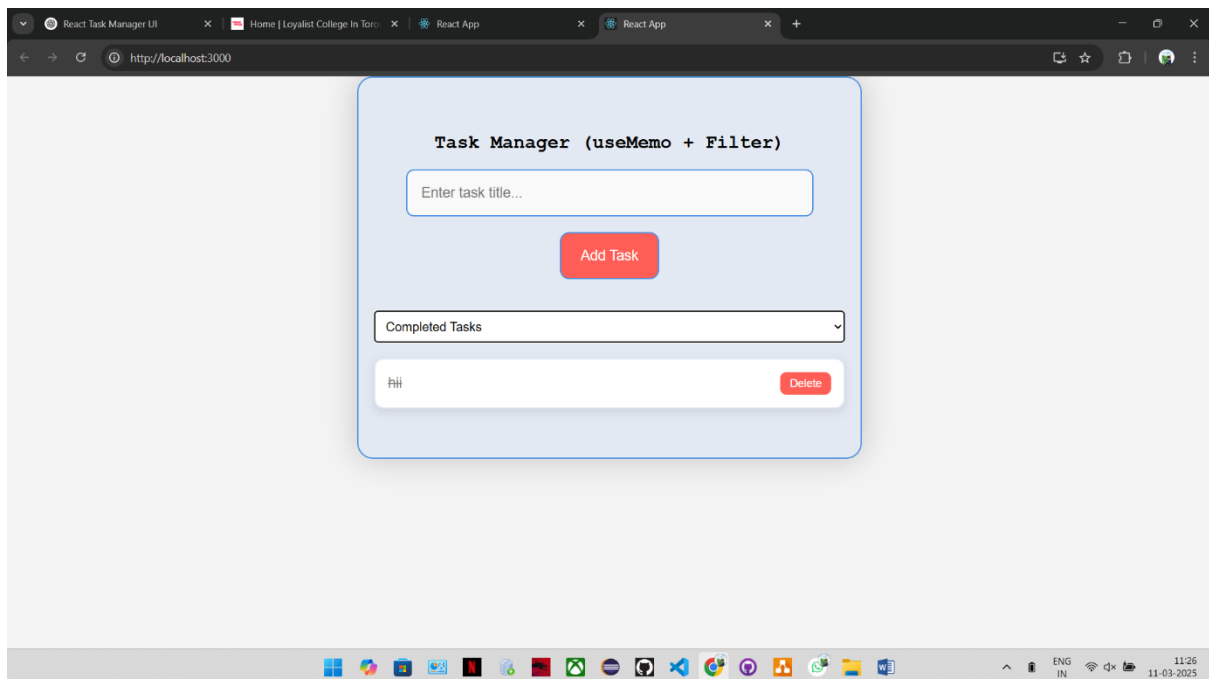 React Task Manager UI
Home | Loyalist College In Toro
React App
React App
http://localhost:3000
Task Manager (useMemo + Filter)
Enter task title...
Add Task
Completed Tasks
hii
Delete
ENG
IN
11:26
11-03-2025